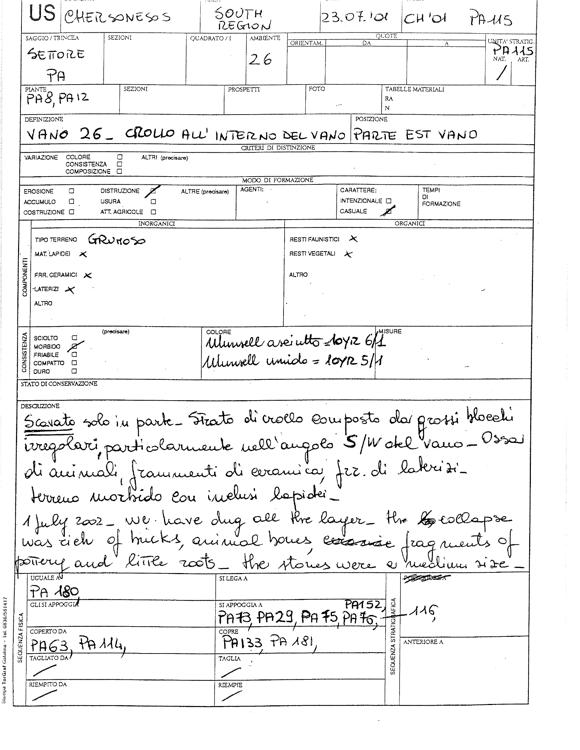 US CHERSONESOS SOUTH REGION 23.07.'01 CH'01 PA115
SAGGIO/TRINCEA SEZIONI QUADRATO/I AMBIENTE QUOTE UNITA' STRATIG.
ORIENTAM. DA A
SETTORE PA 26 PA115
NAT. ART.
/
PIANTE SEZIONI PROSPETTI FOTO TABELLE MATERIALI
PA8, PA12 RA
N
DEFINIZIONE POSIZIONE
VANO 26_ CROLLO ALL'INTERNO DEL VANO PARTE EST VANO
CRITERI DI DISTINZIONE
VARIAZIONE COLORE ALTRI (precisare)
CONSISTENZA
COMPOSIZIONE
MODO DI FORMAZIONE
EROSIONE DISTRUZIONE ALTRE (precisare) AGENTI: CARATTERE: TEMPI
ACCUMULO USURA INTENZIONALE DI
COSTRUZIONE ATT. AGRICOLE CASUALE FORMAZIONE
INORGANICI ORGANICI
COMPONENTI
TIPO TERRENO GRUMOSO RESTI FAUNISTICI X
MAT. LAPIDEI X RESTI VEGETALI X
FRR. CERAMICI X ALTRO
LATERIZI X
ALTRO
CONSISTENZA
(precisare) COLORE MISURE
SCIOLTO Munsell asciutto = 10YR 6/1
MORBIDO
FRIABILE Munsell umido = 10YR 5/1
COMPATTO
DURO
STATO DI CONSERVAZIONE
DESCRIZIONE
Scavato solo in parte_ Strato di crollo composto da grossi blocchi
irregolari, particolarmente nell'angolo S/W del vano_ Ossa
di animali, frammenti di ceramica, frr. di laterizi_
terreno morbido con inclusi lapidei_
1 July 2002_ we have dug all the layer_ the collapse
was rich of bricks, animal bones, fragments of
pottery and little roots_ the stones were a medium size_
SEQUENZA FISICA
UGUALE A SI LEGA A
PA 180,
GLI SI APPOGGIA SI APPOGGIA A PA152,
PA73, PA29, PA75, PA76, 116,
COPERTO DA COPRE SEQUENZA STRATIGRAFICA ANTERIORE A
PA63, PA 114, PA133, PA 181,
TAGLIATO DA TAGLIA
RIEMPITO DA RIEMPIE